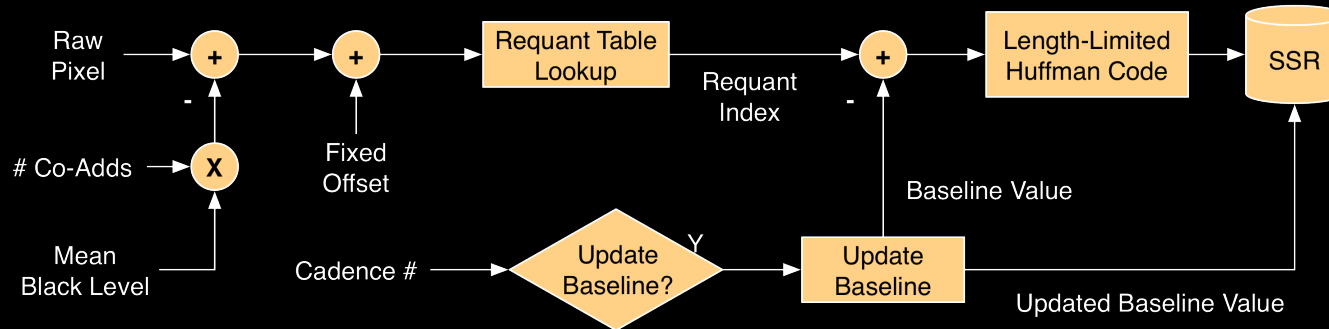 Raw
Pixel
+
-
+
Requant Table
Lookup
Requant
Index
+
-
Length-Limited
Huffman Code
SSR
# Co-Adds
X
Fixed
Offset
Baseline Value
Mean
Black Level
Cadence #
Update
Baseline?
Y
Update
Baseline
Updated Baseline Value